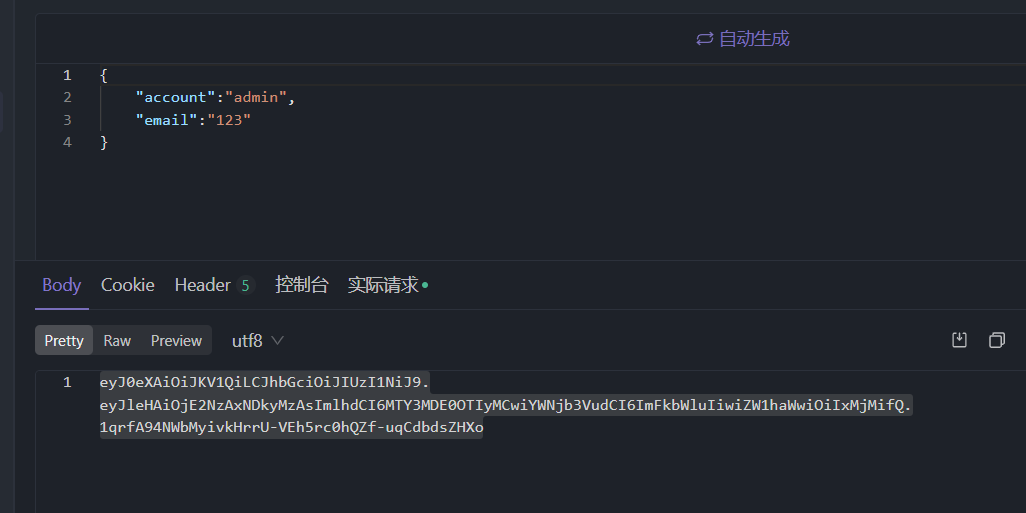 自动生成
1 {
2 "account":"admin",
3 "email":"123"
4 }
Body Cookie Header 5 控制台 实际请求
Pretty Raw Preview utf8
1 eyJ0eXAiOiJKV1QiLCJhbGciOiJIUzI1NiJ9.
eyJleHAiOjE2NzAxNDkyMzAsImlhdCI6MTY3MDE0OTIyMCwiYWNjb3VudCI6ImFkbWluIiwiZW1haWwiOiIxMjMifQ.
1qrfA94NWbMyivkHrrU-VEh5rc0hQZf-uqCdbdsZHXo